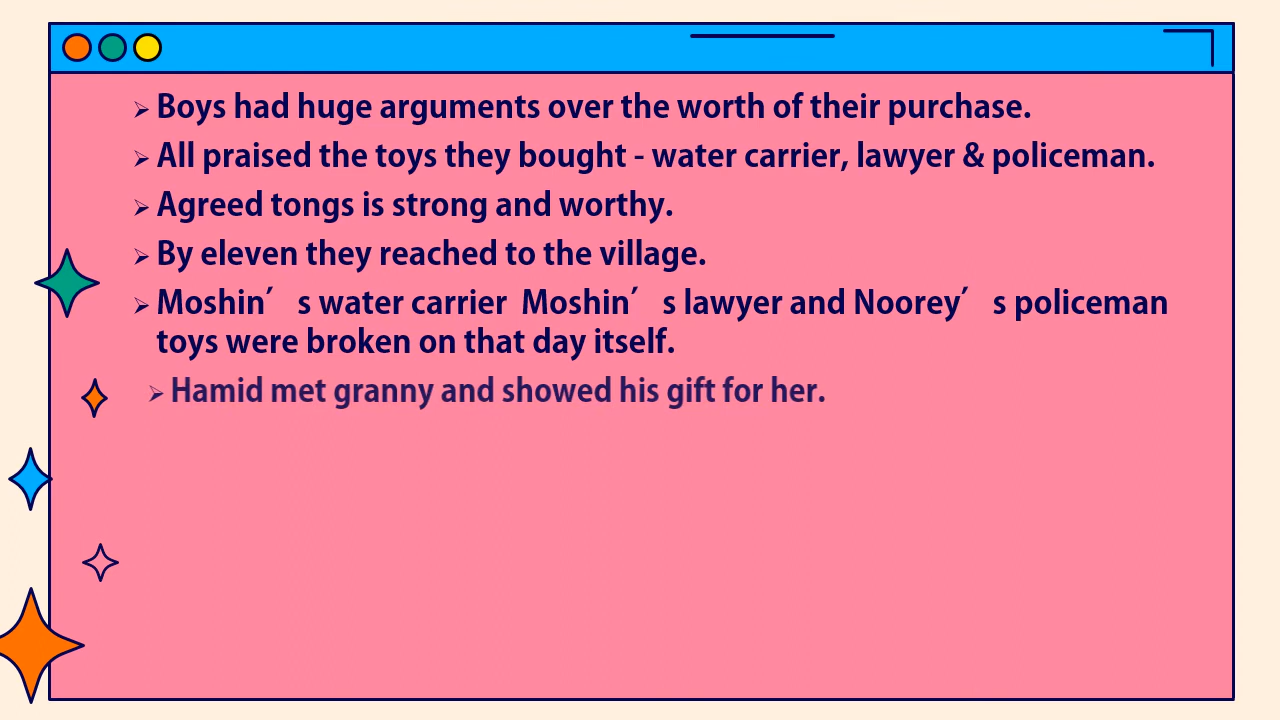 ➢ Boys had huge arguments over the worth of their purchase.
➢ All praised the toys they bought - water carrier, lawyer & policeman.
➢ Agreed tongs is strong and worthy.
➢ By eleven they reached to the village.
➢ Moshin’s water carrier  Moshin’s lawyer and Noorey’s policeman
toys were broken on that day itself.
➢ Hamid met granny and showed his gift for her.